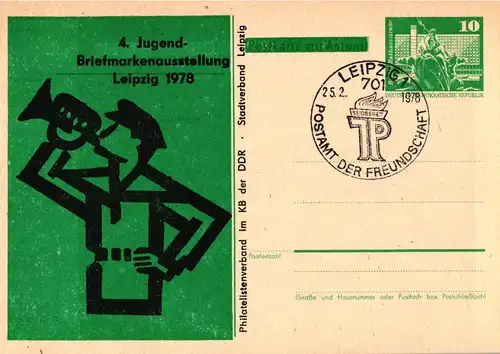 4. Jugend-
Briefmarkenausstellung
Leipzig 1978
Philatelistenverband im KB der DDR · Stadtverband Leipzig
Postkarte mit Antwort
LEIPZIG 1
701
25.2. 1978
POSTAMT DER FREUNDSCHAFT
10
DEUTSCHE DEMOKRATISCHE REPUBLIK
Postleitzahl
(Straße und Hausnummer oder Postfach bzw. Postschließfach)